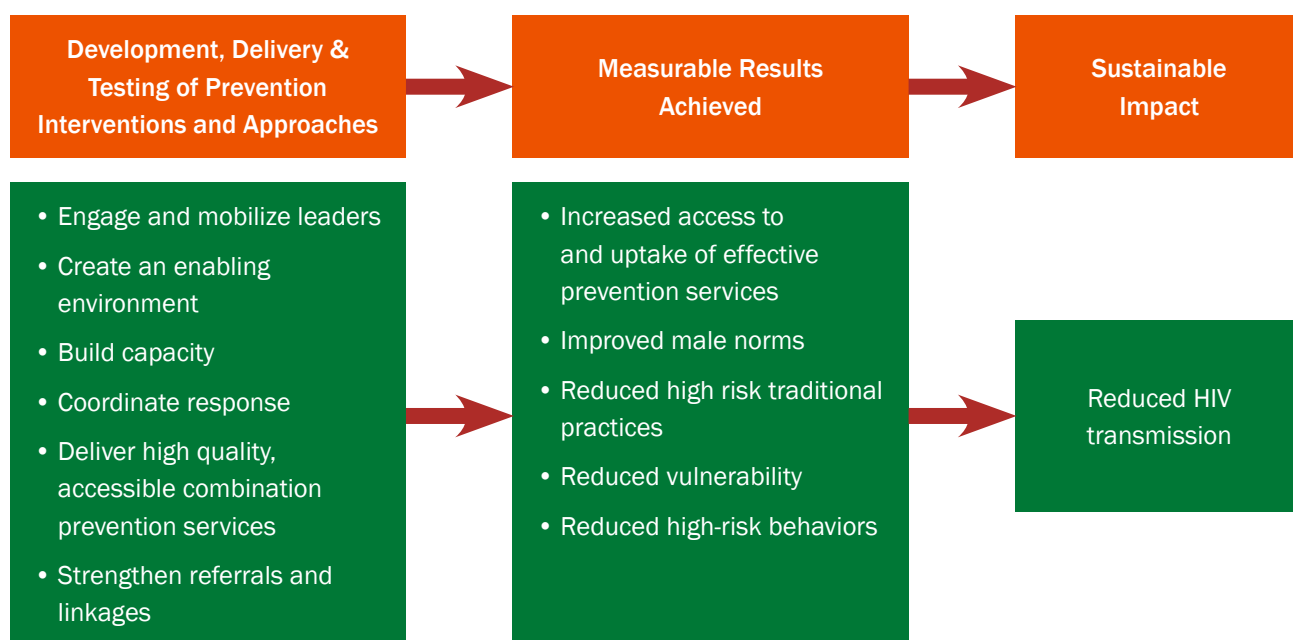 Development, Delivery &
Testing of Prevention
Interventions and Approaches
Measurable Results
Achieved
Sustainable
Impact
• Engage and mobilize leaders
• Create an enabling
environment
• Build capacity
• Coordinate response
• Deliver high quality,
accessible combination
prevention services
• Strengthen referrals and
linkages
• Increased access to
and uptake of effective
prevention services
• Improved male norms
• Reduced high risk traditional
practices
• Reduced vulnerability
• Reduced high-risk behaviors
Reduced HIV
transmission